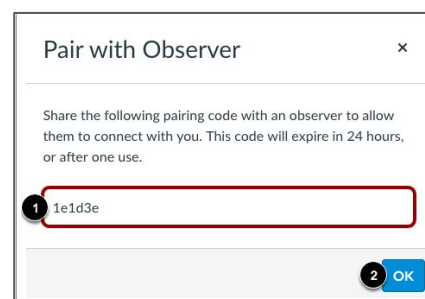 Pair with Observer ×
Share the following pairing code with an observer to allow
them to connect with you. This code will expire in 24 hours,
or after one use.
1 1e1d3e
2 OK